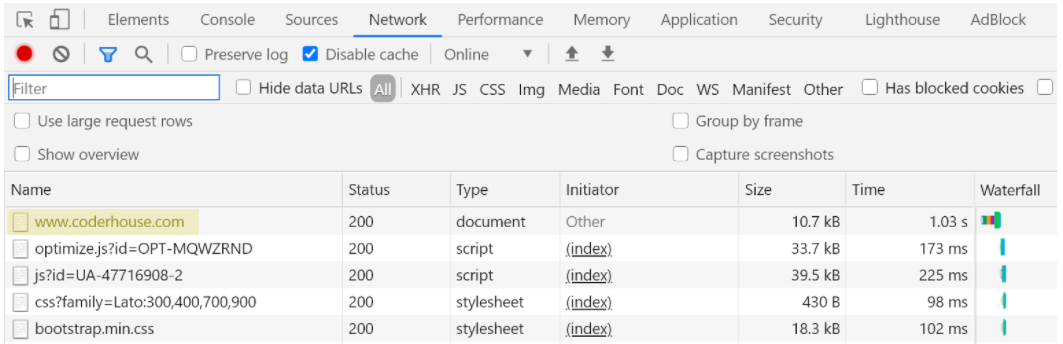 Elements Console Sources Network Performance Memory Application Security Lighthouse AdBlock
Preserve log Disable cache Online
Filter Hide data URLs All XHR JS CSS Img Media Font Doc WS Manifest Other Has blocked cookies
Use large request rows Group by frame
Show overview Capture screenshots
Name Status Type Initiator Size Time Waterfall
www.coderhouse.com 200 document Other 10.7 kB 1.03 s
optimize.js?id=OPT-MQWZRND 200 script (index) 33.7 kB 173 ms
js?id=UA-47716908-2 200 script (index) 39.5 kB 225 ms
css?family=Lato:300,400,700,900 200 stylesheet (index) 430 B 98 ms
bootstrap.min.css 200 stylesheet (index) 18.3 kB 102 ms